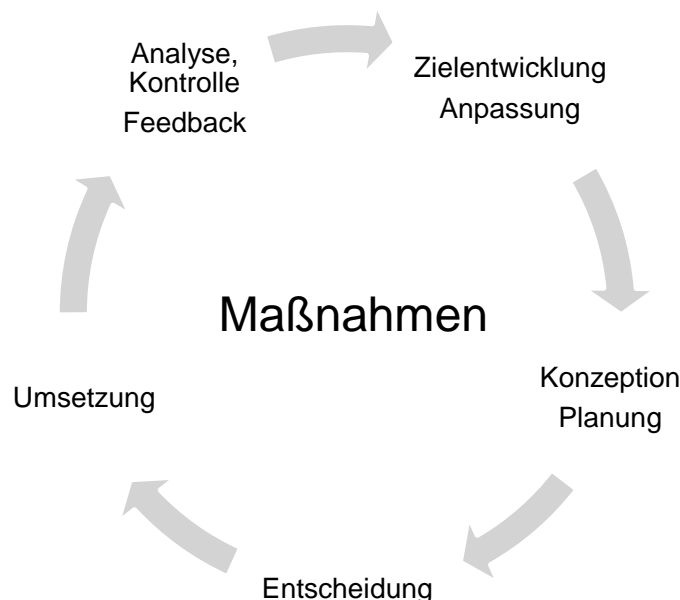 Analyse,
Kontrolle
Feedback
Zielentwicklung
Anpassung
Maßnahmen
Konzeption
Planung
Umsetzung
Entscheidung